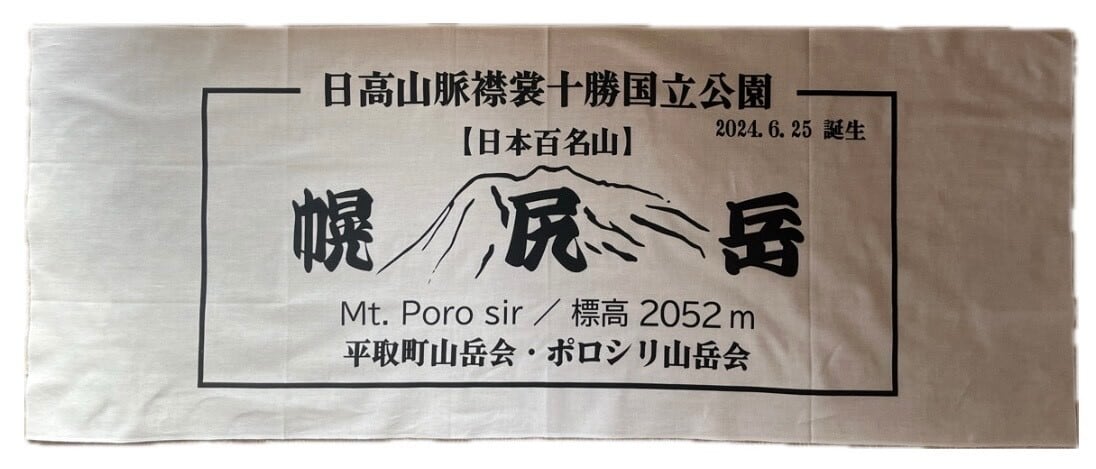 日高山脈襟裳十勝国立公園
2024.6.25 誕生
【日本百名山】
幌尻岳
Mt. Poro sir ／ 標高 2052m
平取町山岳会・ポロシリ山岳会